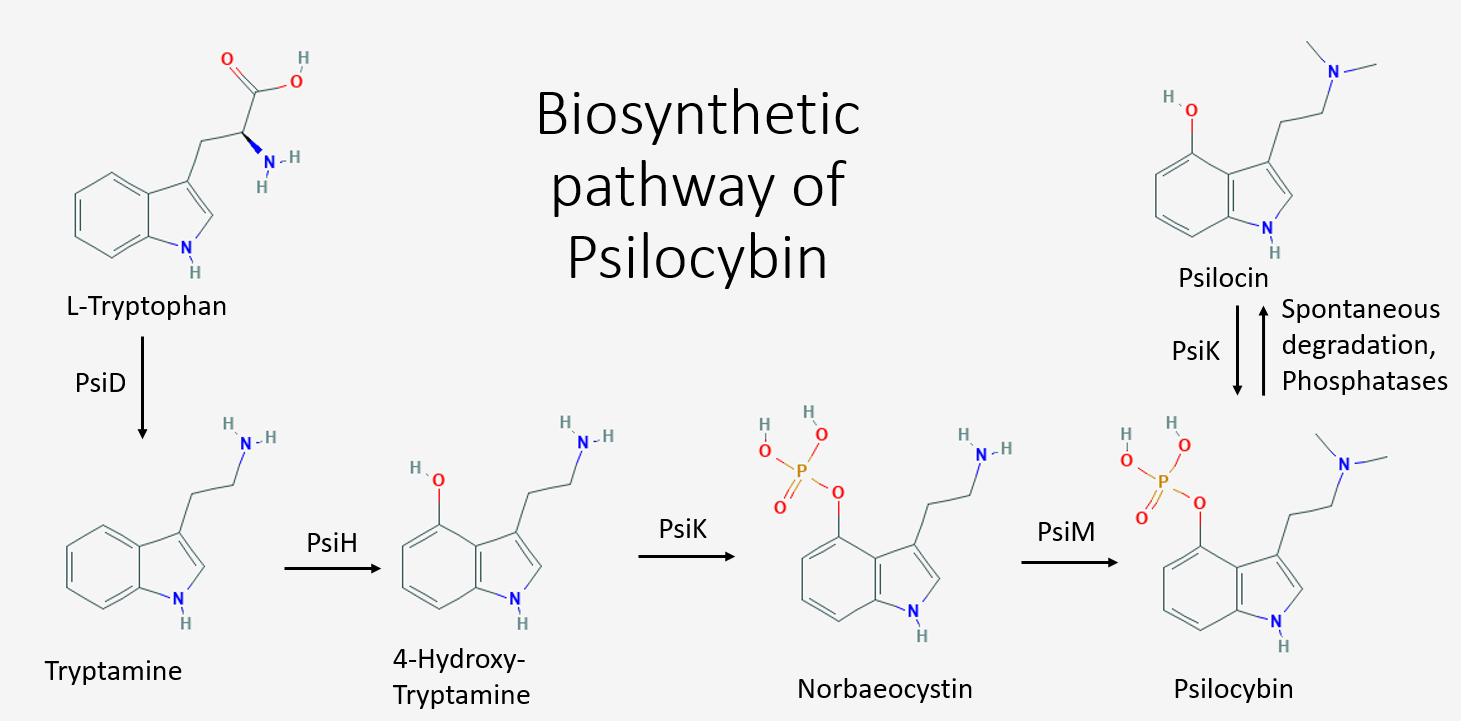 Biosynthetic
pathway of
Psilocybin
O
H
O
N
H
H
N
H
L-Tryptophan
PsiD
H
N
H
N
H
Tryptamine
PsiH
H
O
H
N
H
N
H
4-Hydroxy-
Tryptamine
PsiK
H
O
H
O
P
O
O
H
N
H
N
H
Norbaeocystin
PsiM
H
O
H
O
P
O
O
N
N
H
Psilocybin
PsiK
Spontaneous
degradation,
Phosphatases
H
O
N
N
H
Psilocin